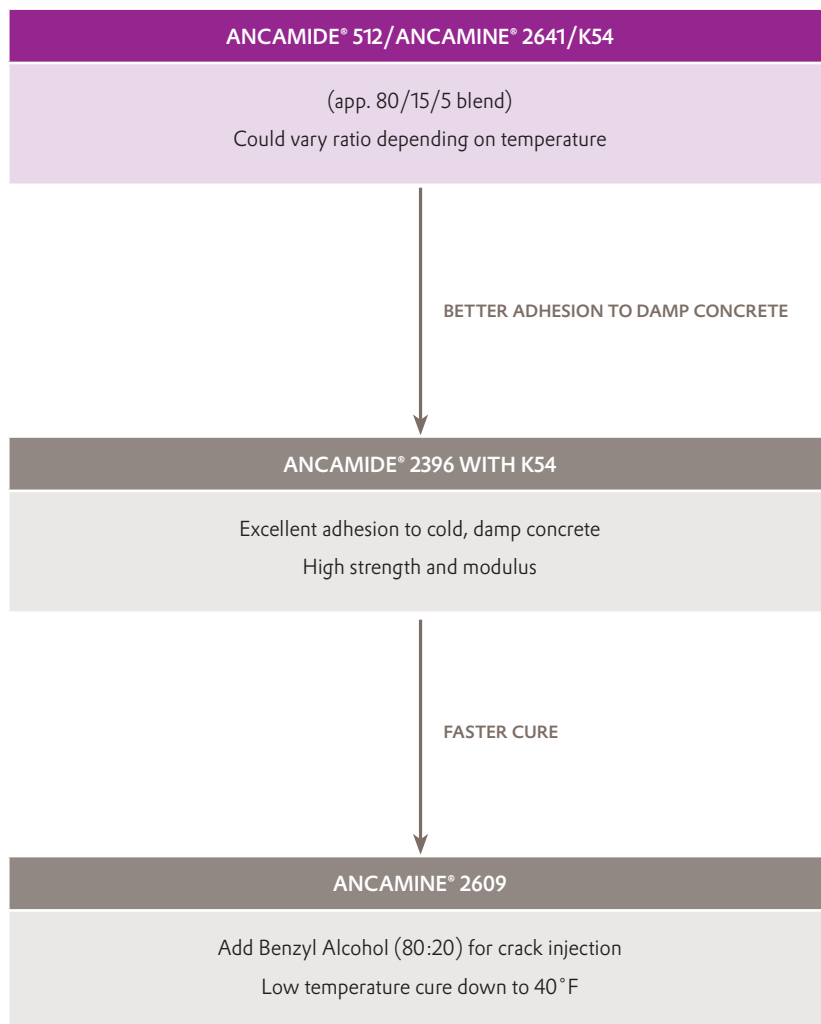 ANCAMIDE® 512/ANCAMINE® 2641/K54
(app. 80/15/5 blend)
Could vary ratio depending on temperature
BETTER ADHESION TO DAMP CONCRETE
ANCAMIDE® 2396 WITH K54
Excellent adhesion to cold, damp concrete
High strength and modulus
FASTER CURE
ANCAMINE® 2609
Add Benzyl Alcohol (80:20) for crack injection
Low temperature cure down to 40°F